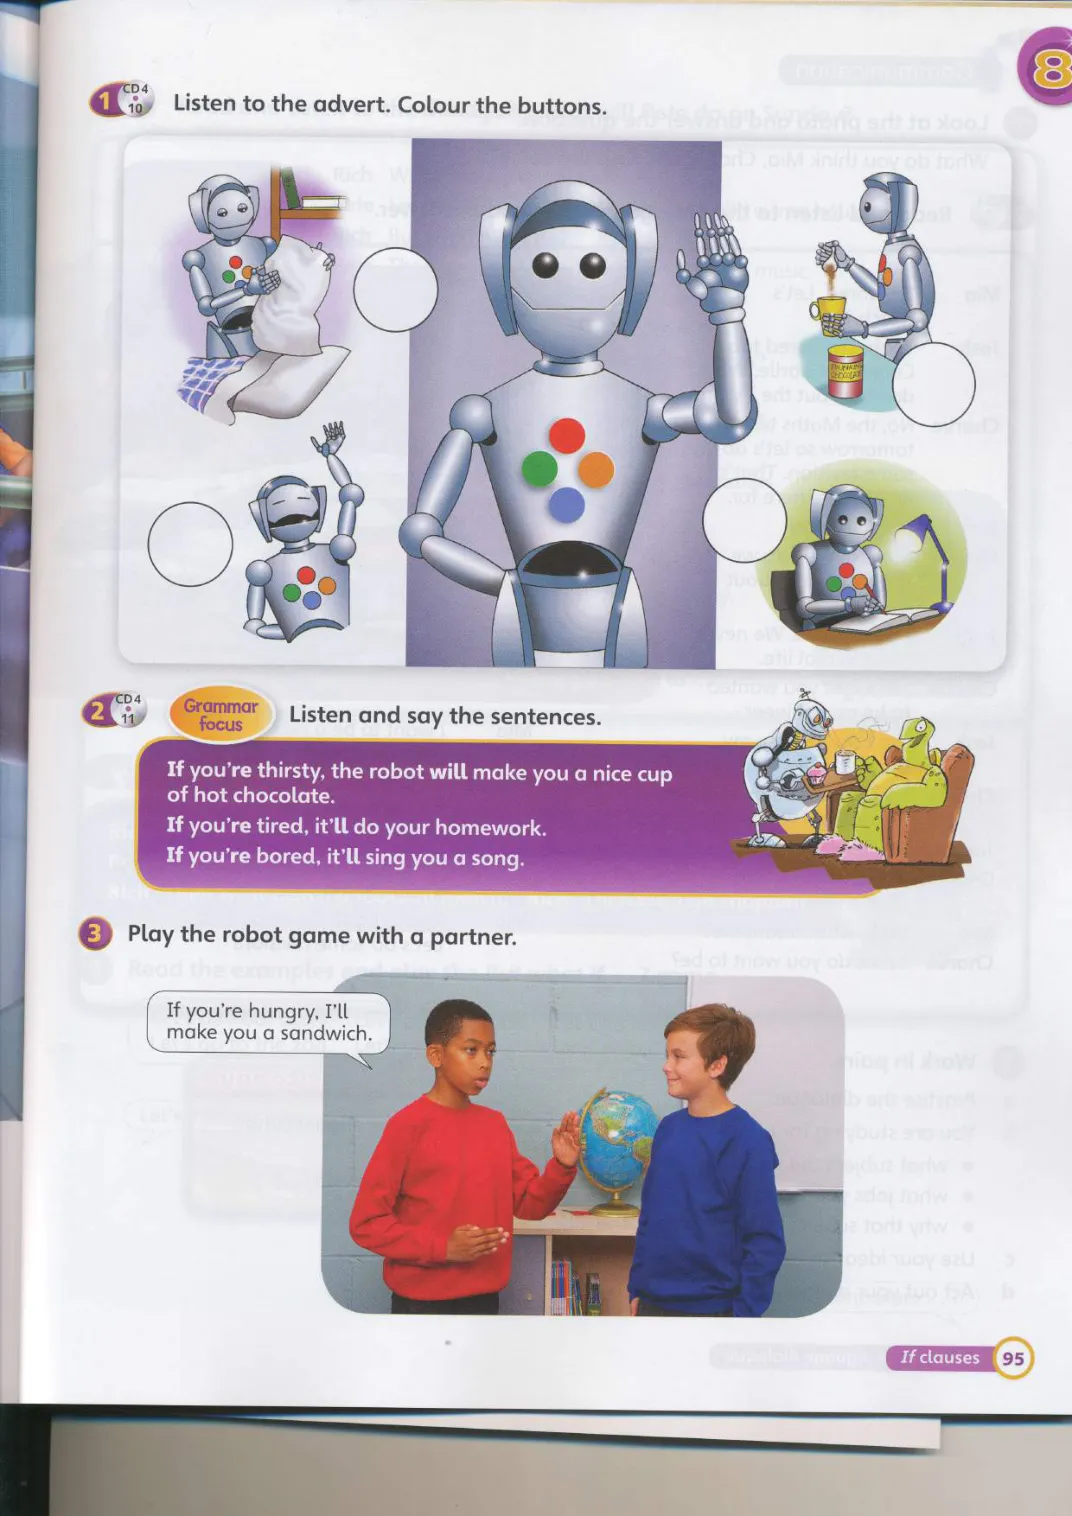 8
1 CD4 10 Listen to the advert. Colour the buttons.
DRINKING
CHOCOLATE
2 CD4 11 Grammar focus Listen and say the sentences.
If you're thirsty, the robot will make you a nice cup
of hot chocolate.
If you're tired, it'll do your homework.
If you're bored, it'll sing you a song.
3 Play the robot game with a partner.
If you're hungry, I'll
make you a sandwich.
If clauses 95